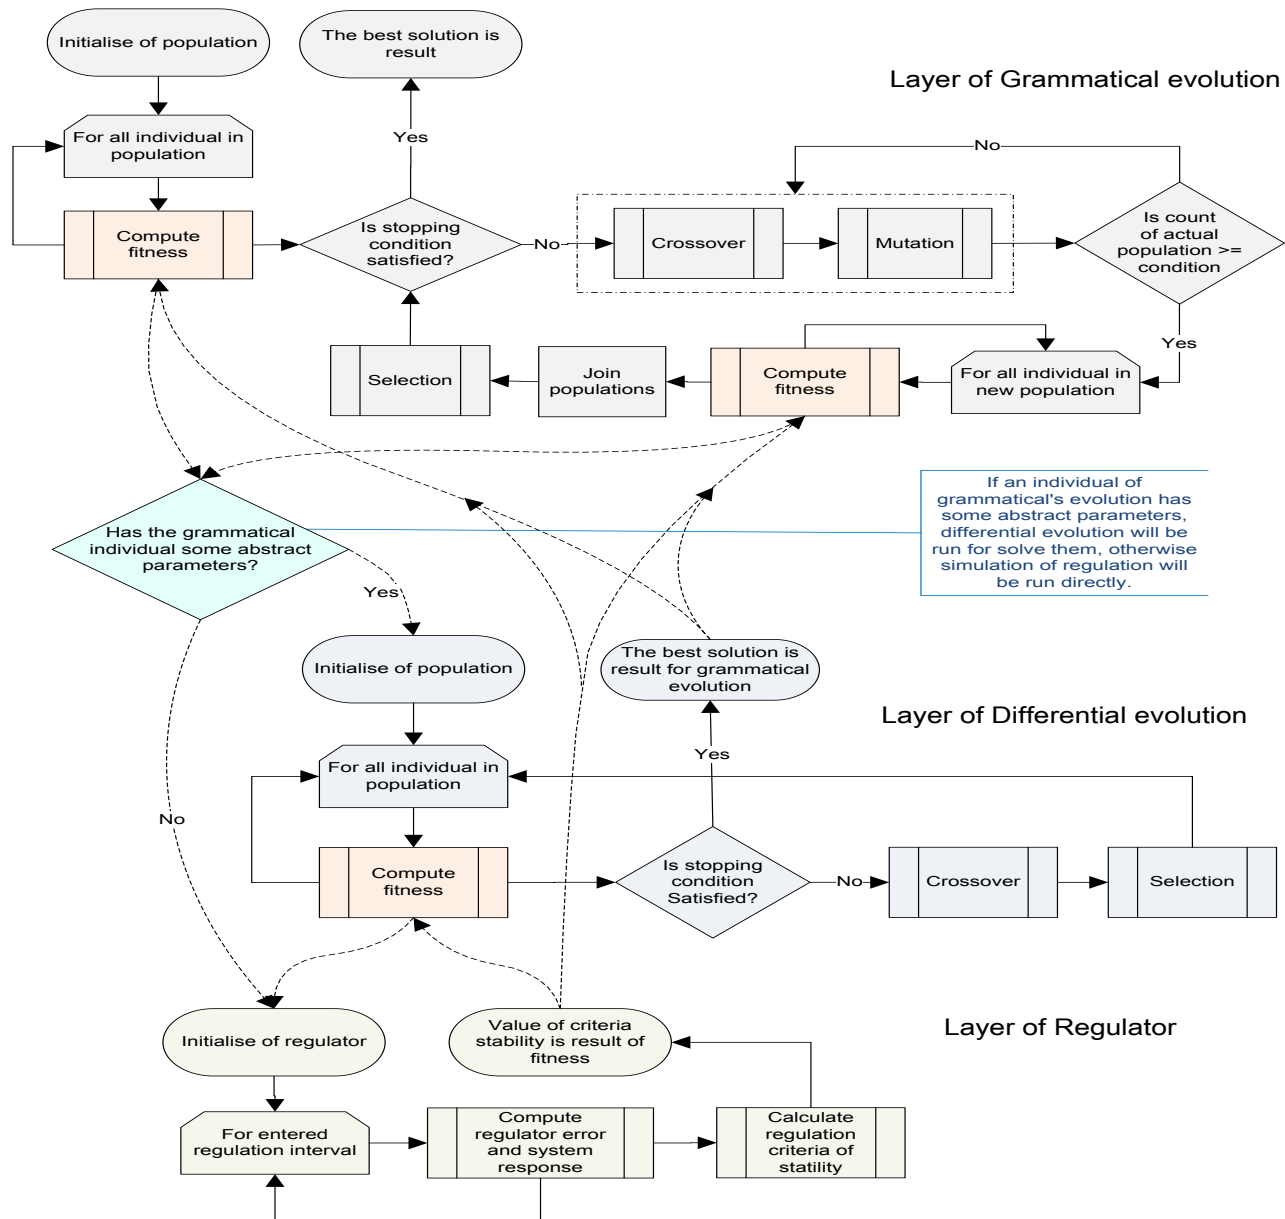 Initialise of population
The best solution is
result
Layer of Grammatical evolution
For all individual in
population
Yes
No
Compute
fitness
Is stopping
condition
satisfied?
No
Crossover
Mutation
Is count
of actual
population >=
condition
Yes
Selection
Join
populations
Compute
fitness
For all individual in
new population
Has the grammatical
individual some abstract
parameters?
If an individual of
grammatical's evolution has
some abstract parameters,
differential evolution will be
run for solve them, otherwise
simulation of regulation will
be run directly.
Yes
Initialise of population
The best solution is
result for grammatical
evolution
Layer of Differential evolution
Yes
For all individual in
population
No
Compute
fitness
Is stopping
condition
Satisfied?
No
Crossover
Selection
Initialise of regulator
Value of criteria
stability is result of
fitness
Layer of Regulator
For entered
regulation interval
Compute
regulator error
and system
response
Calculate
regulation
criteria of
statility